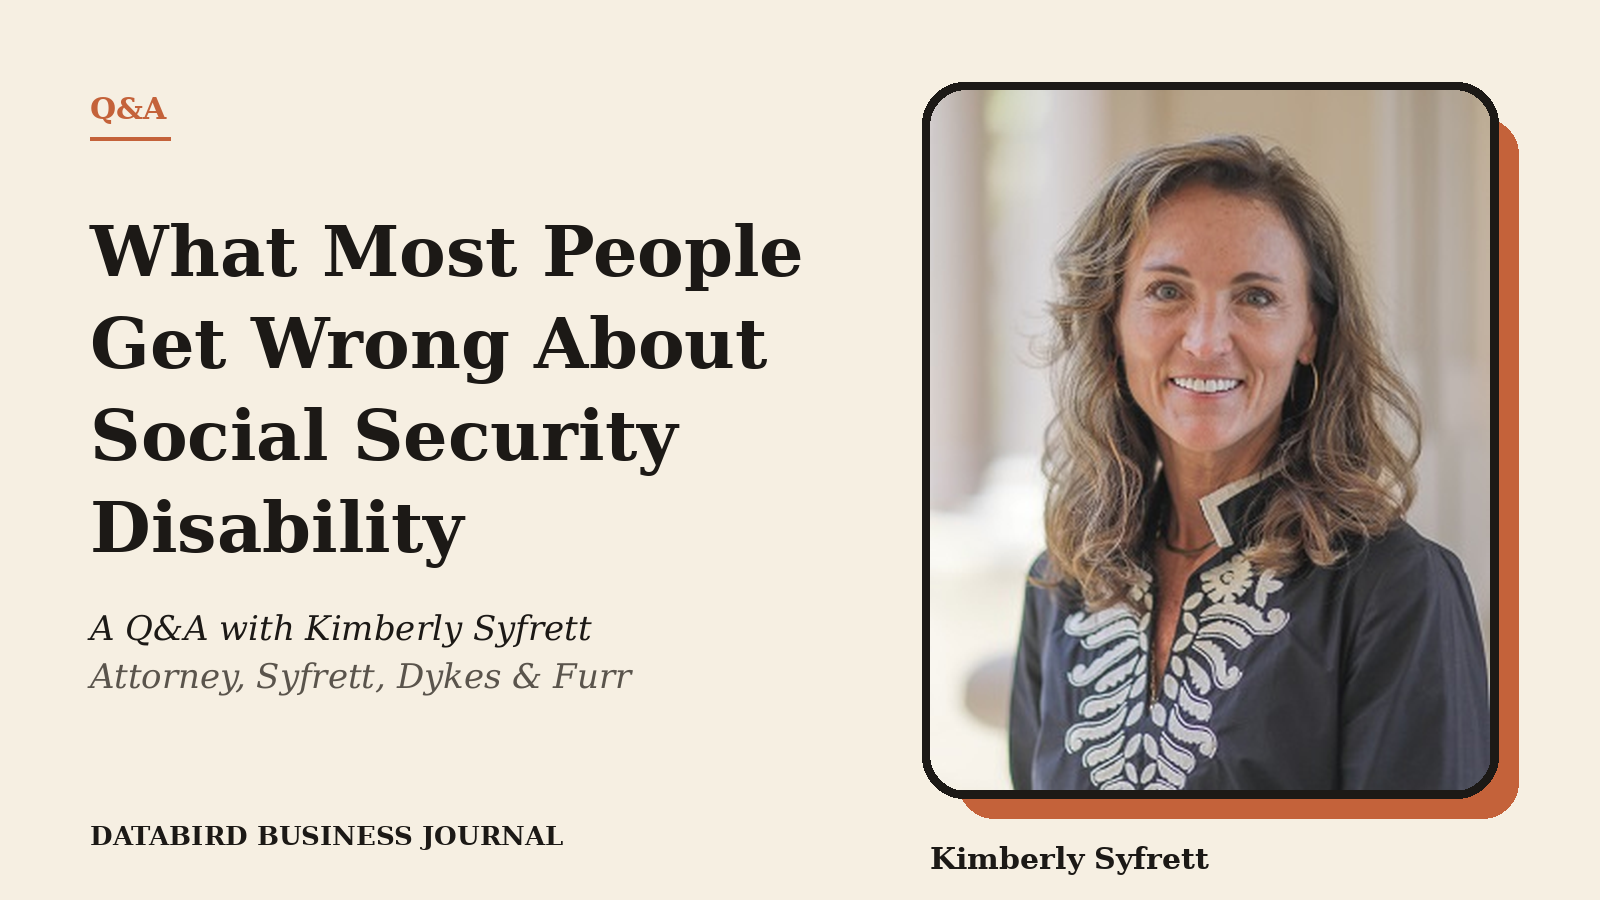 Q&A
What Most People
Get Wrong About
Social Security
Disability
A Q&A with Kimberly Syfrett
Attorney, Syfrett, Dykes & Furr
DATABIRD BUSINESS JOURNAL
Kimberly Syfrett